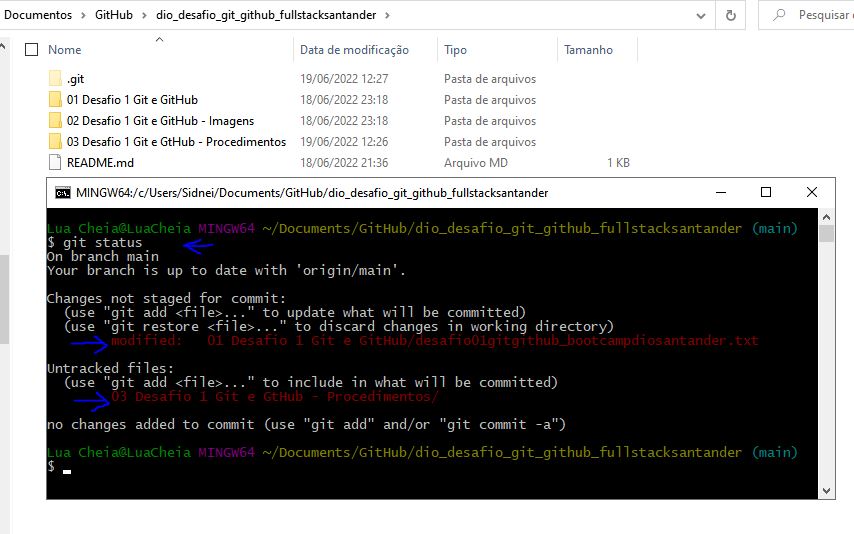 Documentos > GitHub > dio_desafio_git_github_fullstacksantander >
Pesquisar
Nome Data de modificação Tipo Tamanho
.git 19/06/2022 12:27 Pasta de arquivos
01 Desafio 1 Git e GitHub 18/06/2022 23:18 Pasta de arquivos
02 Desafio 1 Git e GitHub - Imagens 18/06/2022 23:18 Pasta de arquivos
03 Desafio 1 Git e GtHub - Procedimentos 19/06/2022 12:26 Pasta de arquivos
README.md 18/06/2022 21:36 Arquivo MD 1 KB
MINGW64:/c/Users/Sidnei/Documents/GitHub/dio_desafio_git_github_fullstacksantander
Lua Cheia@LuaCheia MINGW64 ~/Documents/GitHub/dio_desafio_git_github_fullstacksantander (main)
$ git status
On branch main
Your branch is up to date with 'origin/main'.
Changes not staged for commit:
(use "git add <file>..." to update what will be committed)
(use "git restore <file>..." to discard changes in working directory)
modified: 01 Desafio 1 Git e GitHub/desafio01gitgithub_bootcampdiosantander.txt
Untracked files:
(use "git add <file>..." to include in what will be committed)
03 Desafio 1 Git e GtHub - Procedimentos/
no changes added to commit (use "git add" and/or "git commit -a")
Lua Cheia@LuaCheia MINGW64 ~/Documents/GitHub/dio_desafio_git_github_fullstacksantander (main)
$